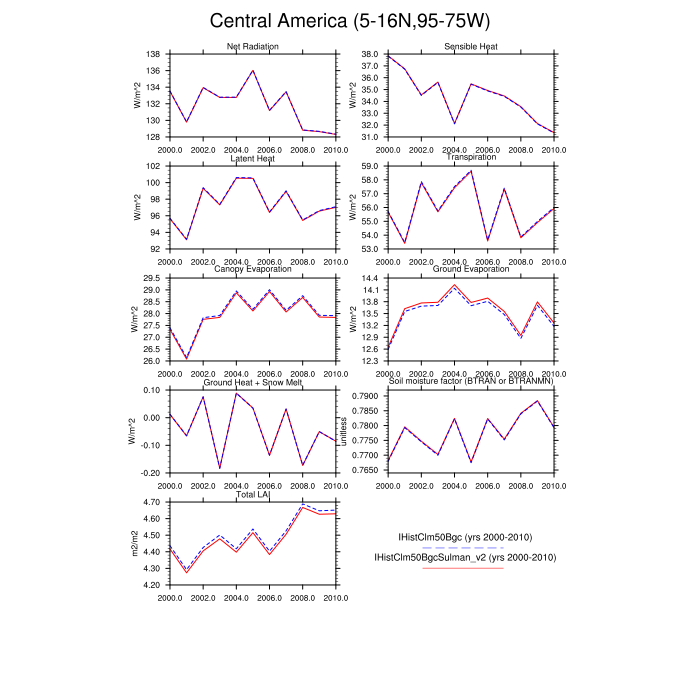 Central America (5-16N,95-75W)
Net Radiation
Sensible Heat
W/m^2
138
136
134
132
130
128
2000.0 2002.0 2004.0 2006.0 2008.0 2010.0
W/m^2
38.0
37.0
36.0
35.0
34.0
33.0
32.0
31.0
2000.0 2002.0 2004.0 2006.0 2008.0 2010.0
Latent Heat
Transpiration
W/m^2
102
100
98
96
94
92
2000.0 2002.0 2004.0 2006.0 2008.0 2010.0
W/m^2
59.0
58.0
57.0
56.0
55.0
54.0
53.0
2000.0 2002.0 2004.0 2006.0 2008.0 2010.0
Canopy Evaporation
Ground Evaporation
W/m^2
29.5
29.0
28.5
28.0
27.5
27.0
26.5
26.0
2000.0 2002.0 2004.0 2006.0 2008.0 2010.0
W/m^2
14.4
14.1
13.8
13.5
13.2
12.9
12.6
12.3
2000.0 2002.0 2004.0 2006.0 2008.0 2010.0
Ground Heat + Snow Melt
Soil moisture factor (BTRAN or BTRANMN)
W/m^2
0.10
0.00
-0.10
-0.20
2000.0 2002.0 2004.0 2006.0 2008.0 2010.0
unitless
0.7900
0.7850
0.7800
0.7750
0.7700
0.7650
2000.0 2002.0 2004.0 2006.0 2008.0 2010.0
Total LAI
m2/m2
4.70
4.60
4.50
4.40
4.30
4.20
2000.0 2002.0 2004.0 2006.0 2008.0 2010.0
IHistClm50Bgc (yrs 2000-2010)
IHistClm50BgcSulman_v2 (yrs 2000-2010)